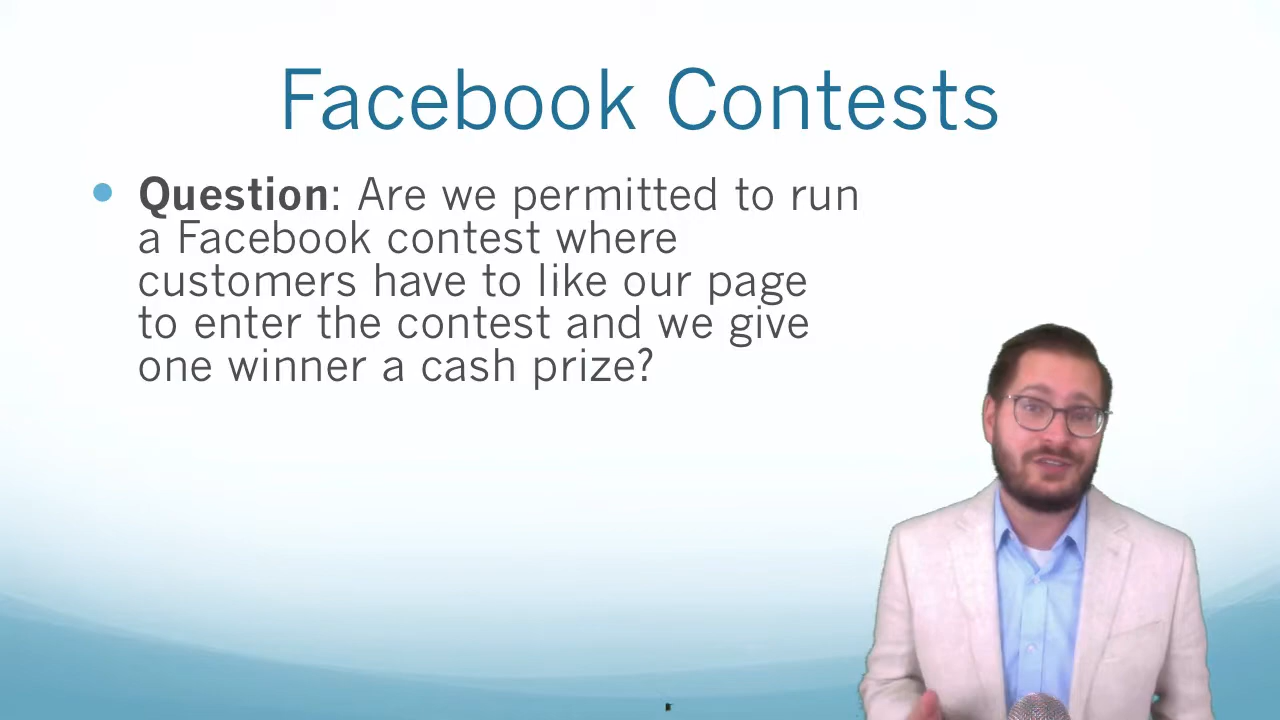 Facebook Contests
Question: Are we permitted to run
a Facebook contest where
customers have to like our page
to enter the contest and we give
one winner a cash prize?